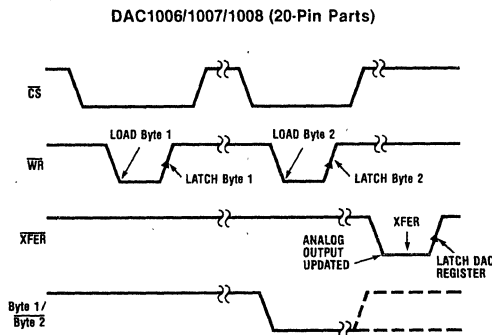 DAC1006/1007/1008 (20-Pin Parts)
CS
LOAD Byte 1
LOAD Byte 2
WR
LATCH Byte 1
LATCH Byte 2
XFER
XFER
ANALOG
OUTPUT
UPDATED
LATCH DAC
REGISTER
Byte 1/
Byte 2